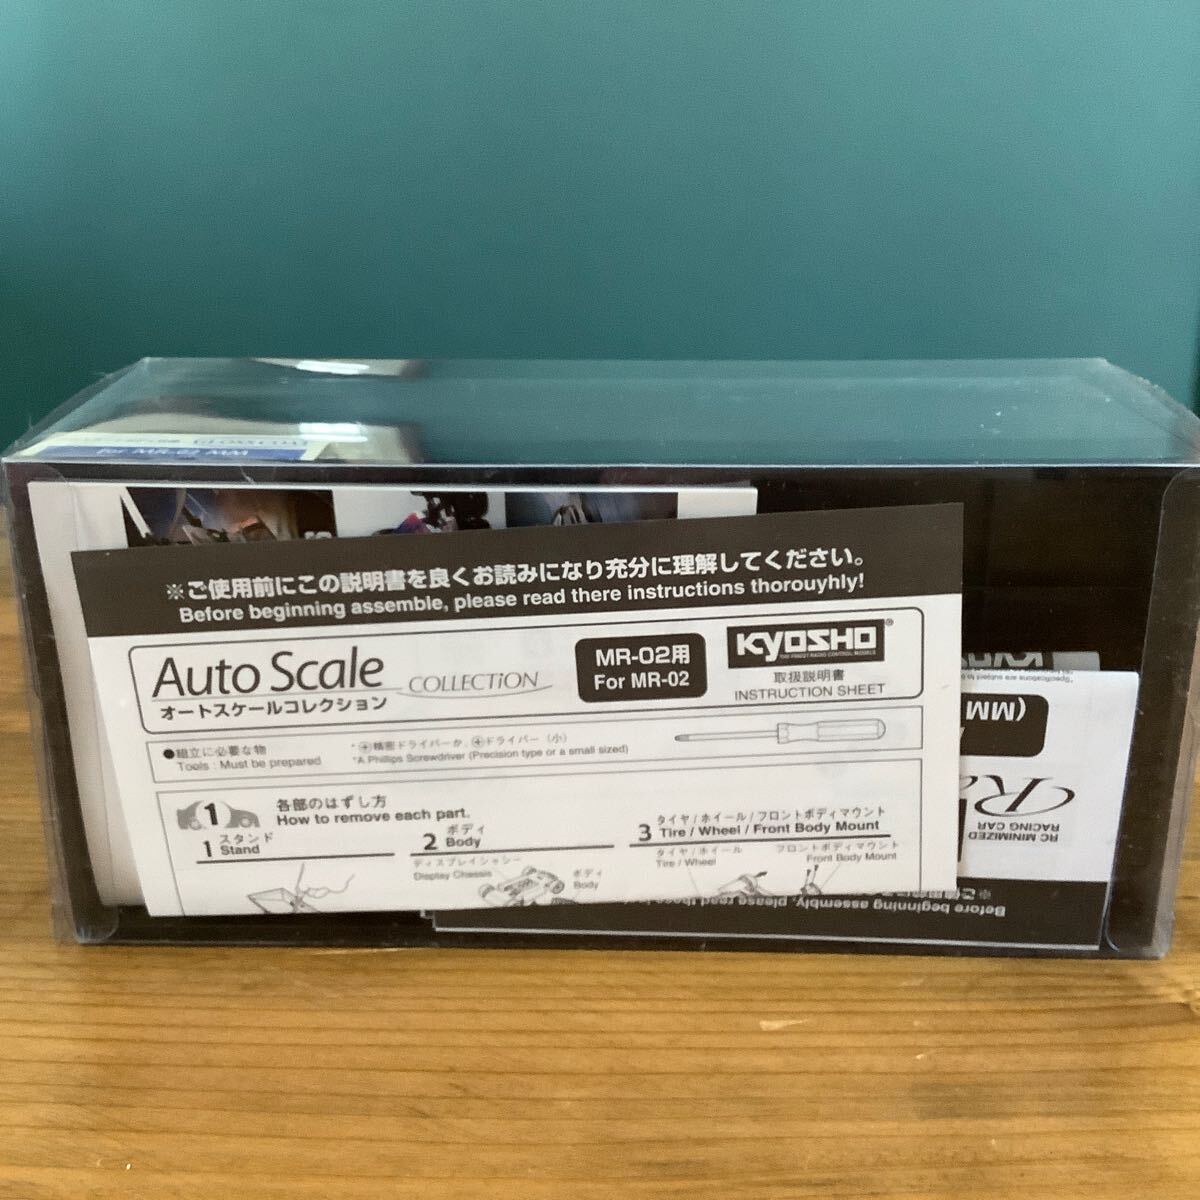 GLOSSCOAT
for MR-02 MM
※ご使用前にこの説明書を良くお読みになり充分に理解してください。
Before beginning assemble, please read there instructions thorouyhly!
Auto Scale COLLECTiON
オートスケールコレクション
MR-02用
For MR-02
KYOSHO®
THE FINEST RADIO CONTROL MODELS
取扱説明書
INSTRUCTION SHEET
●組立に必要な物
Tools : Must be prepared
*⊕精密ドライバーか、⊕ドライバー（小）
*A Phillips Screwdriver (Precision type or a small sized)
1 各部のはずし方
How to remove each part.
1 スタンド
Stand
2 ボディ
Body
ディスプレイシャシー
Display Chassis
ボディ
Body
3 タイヤ/ホイール/フロントボディマウント
Tire / Wheel / Front Body Mount
タイヤ/ホイール
Tire / Wheel
フロントボディマウント
Front Body Mount
KYOSHO
(MM
RC MINIMIZED
RACING CAR
Before beginning assembly, please read these